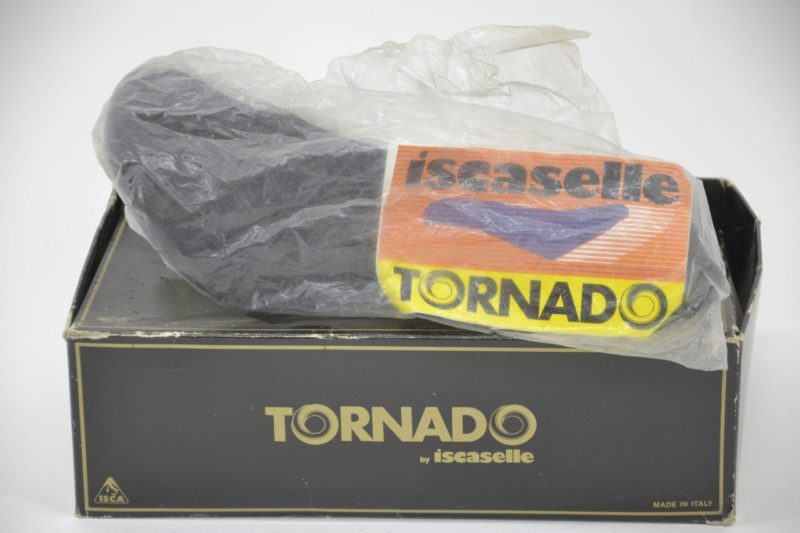 iscaselle
TORNADO
TORNADO
by iscaselle
ISCA
MADE IN ITALY